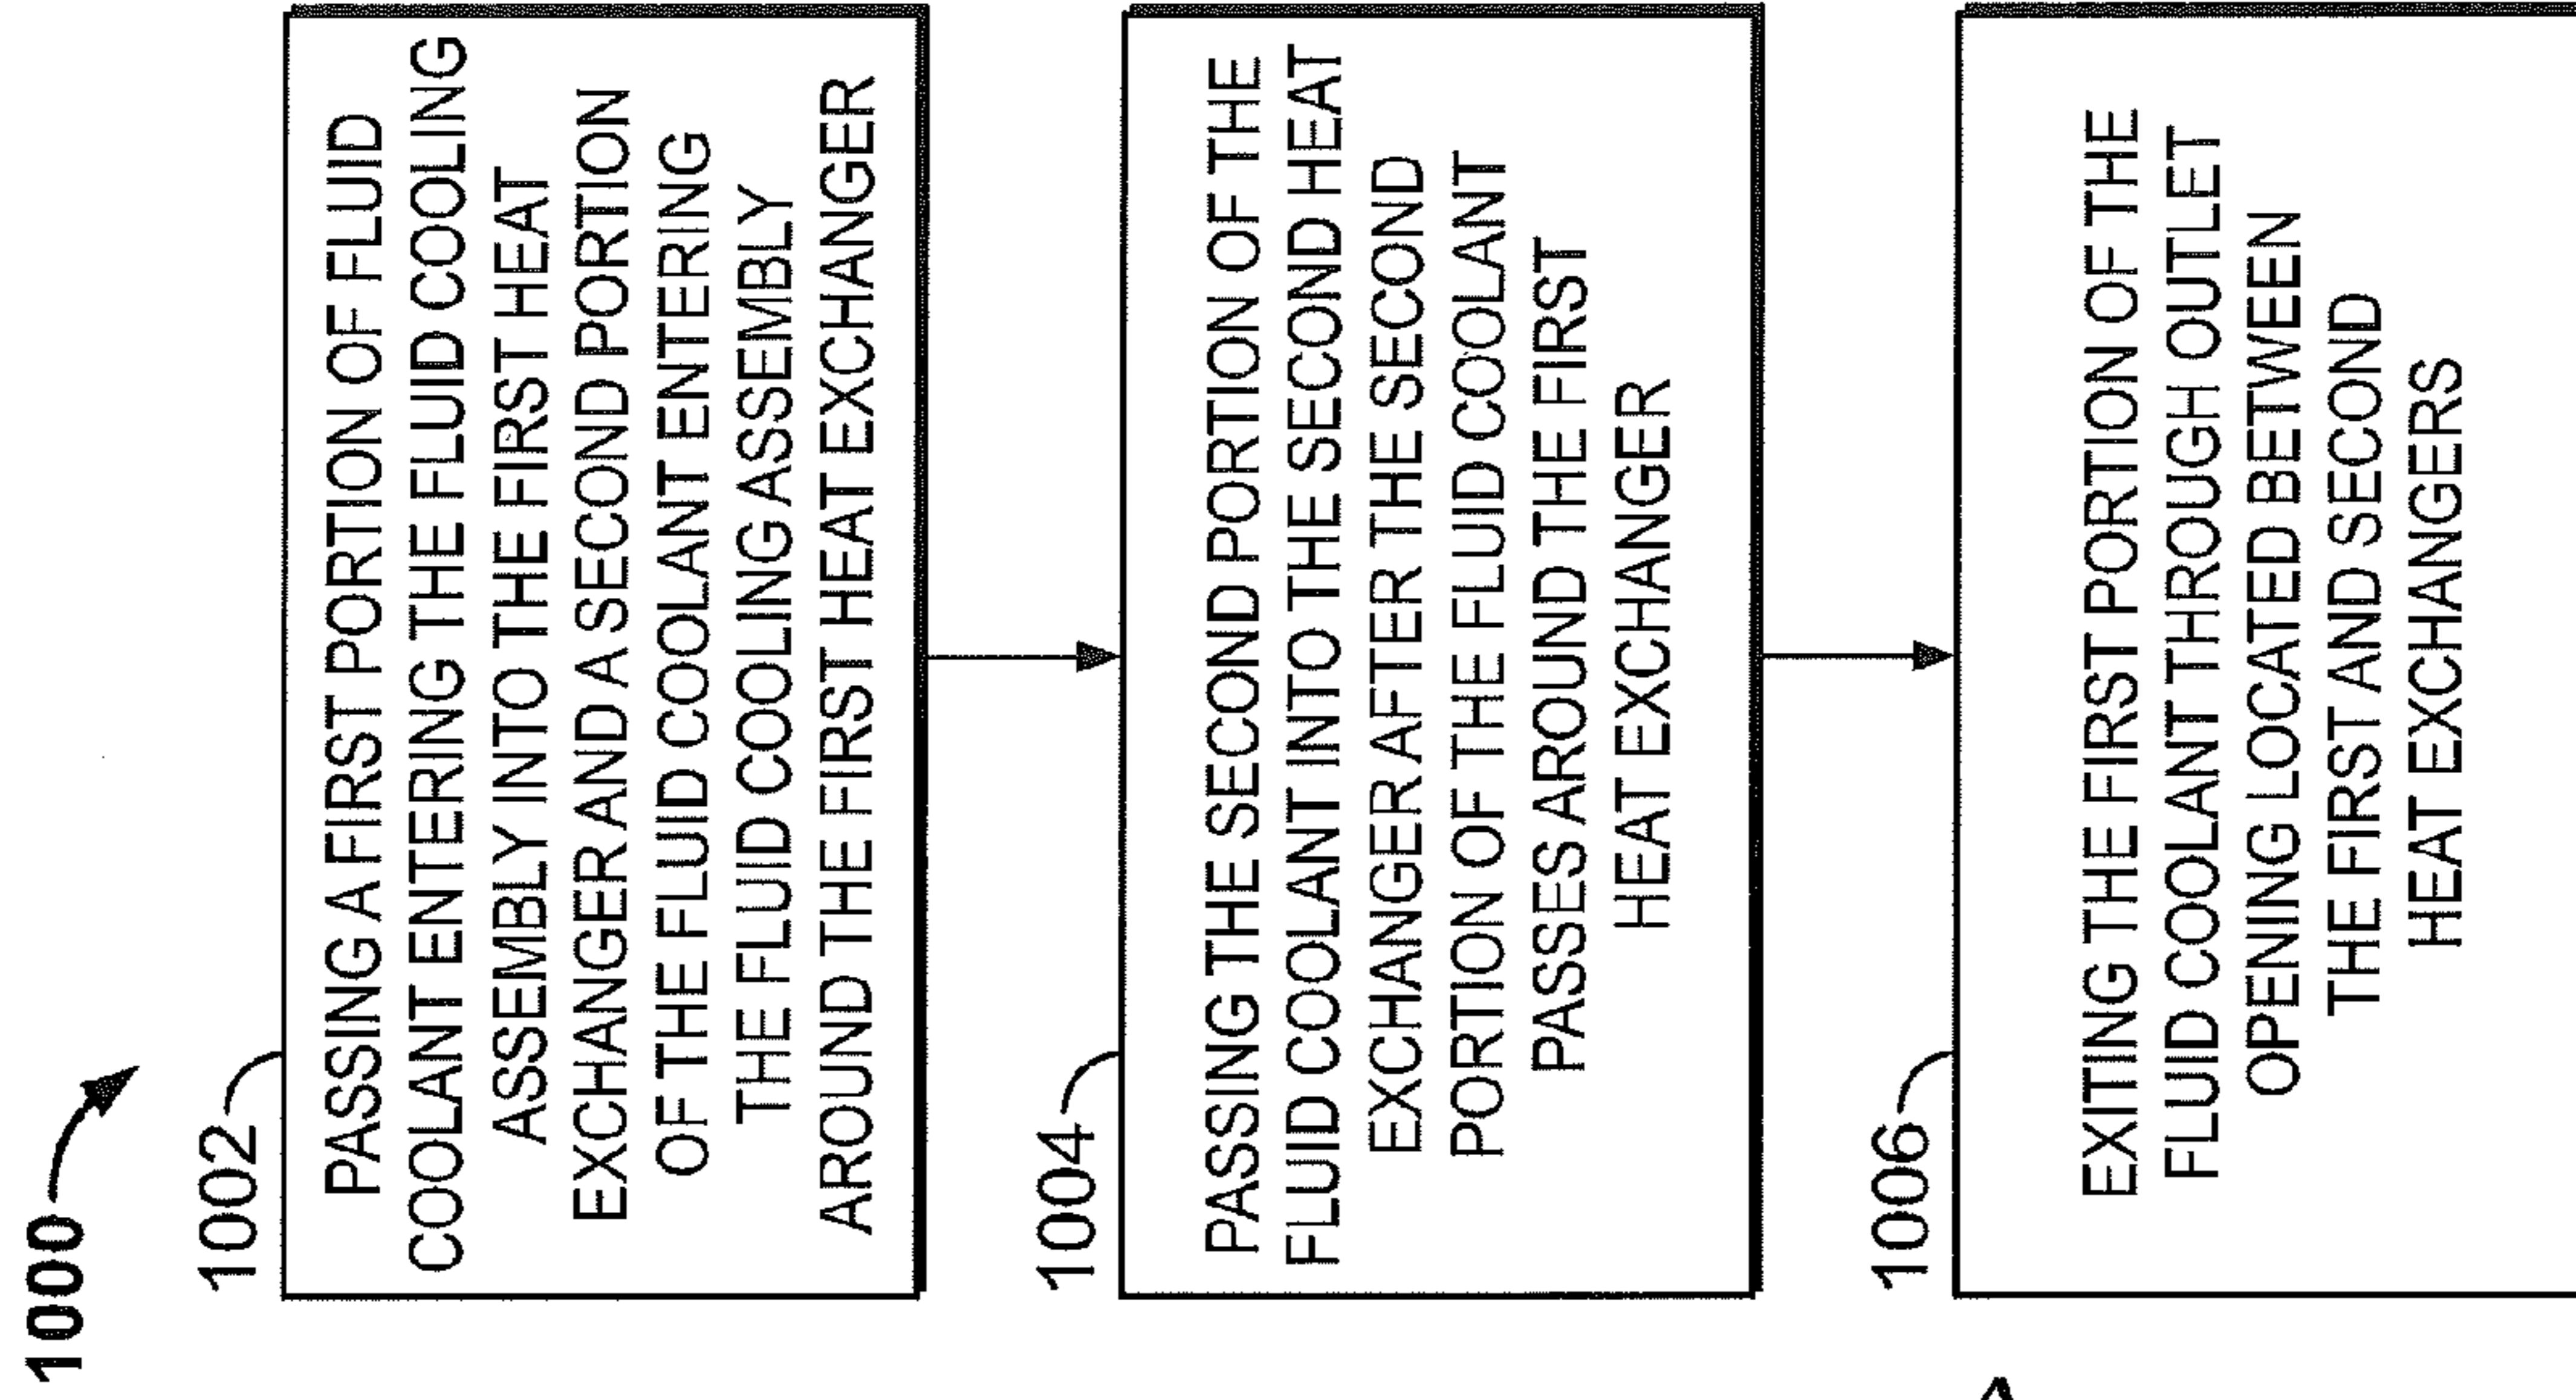 1000
1002
PASSING A FIRST PORTION OF FLUID
COOLANT ENTERING THE FLUID COOLING
ASSEMBLY INTO THE FIRST HEAT
EXCHANGER AND A SECOND PORTION
OF THE FLUID COOLANT ENTERING
THE FLUID COOLING ASSEMBLY
AROUND THE FIRST HEAT EXCHANGER
1004
PASSING THE SECOND PORTION OF THE
FLUID COOLANT INTO THE SECOND HEAT
EXCHANGER AFTER THE SECOND
PORTION OF THE FLUID COOLANT
PASSES AROUND THE FIRST
HEAT EXCHANGER
1006
EXITING THE FIRST PORTION OF THE
FLUID COOLANT THROUGH OUTLET
OPENING LOCATED BETWEEN
THE FIRST AND SECOND
HEAT EXCHANGERS